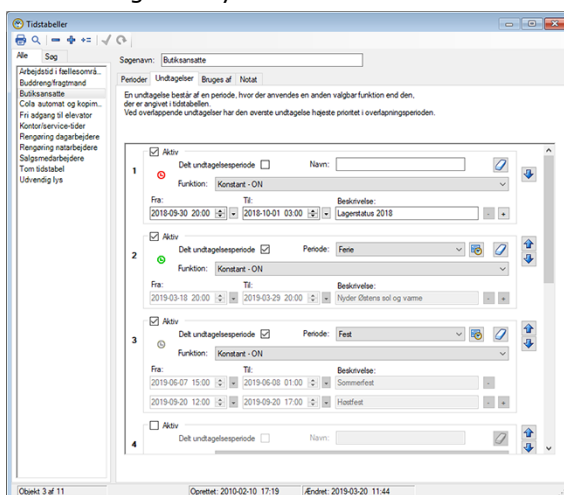 Tidstabeller
Alle Søg
Arbejdstid i fællesområ...
Buddreng/fragtmand
Butiksansatte
Cola automat og kopim...
Fri adgang til elevator
Kontor/service-tider
Rengøring dagarbejdere
Rengøring natarbejdere
Salgsmedarbejdere
Tom tidstabel
Udvendig lys
Søgenavn: Butiksansatte
Perioder Undtagelser Bruges af Notat
En undtagelse består af en periode, hvor der anvendes en anden valgbar funktion end den,
der er angivet i tidstabellen.
Ved overlappende undtagelser har den øverste undtagelse højeste prioritet i overlapningsperioden.
1
Aktiv
Delt undtagelsesperiode Navn:
Funktion: Konstant - ON
Fra: Til: Beskrivelse:
2018-09-30 20:00 2018-10-01 03:00 Lagerstatus 2018 - +
2
Aktiv
Delt undtagelsesperiode Periode: Ferie
Funktion: Konstant - ON
Fra: Til: Beskrivelse:
2019-03-18 20:00 2019-03-29 20:00 Nyder Østens sol og varme - +
3
Aktiv
Delt undtagelsesperiode Periode: Fest
Funktion: Konstant - ON
Fra: Til: Beskrivelse:
2019-06-07 15:00 2019-06-08 01:00 Sommerfest -
2019-09-20 12:00 2019-09-20 17:00 Høstfest - +
4
Aktiv
Delt undtagelsesperiode Navn:
Objekt 3 af 11 Oprettet: 2010-02-10 17:19 Ændret: 2019-03-20 11:44